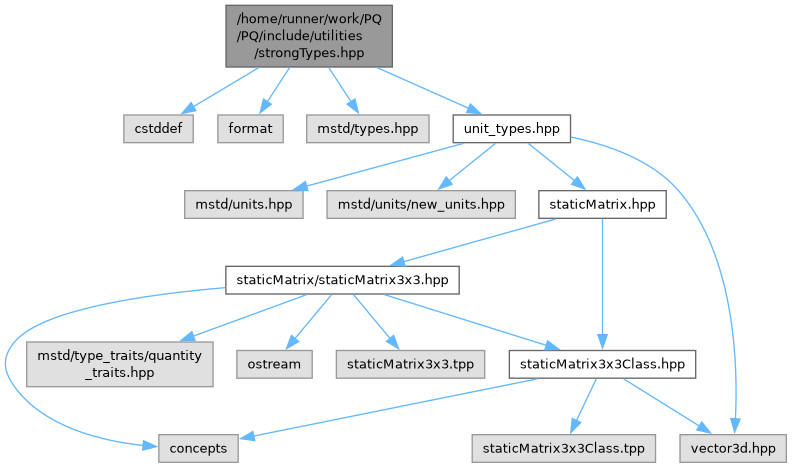 /home/runner/work/PQ
/PQ/include/utilities
/strongTypes.hpp
cstddef
format
mstd/types.hpp
unit_types.hpp
mstd/units.hpp
mstd/units/new_units.hpp
staticMatrix.hpp
staticMatrix/staticMatrix3x3.hpp
mstd/type_traits/quantity
_traits.hpp
ostream
staticMatrix3x3.tpp
staticMatrix3x3Class.hpp
concepts
staticMatrix3x3Class.tpp
vector3d.hpp